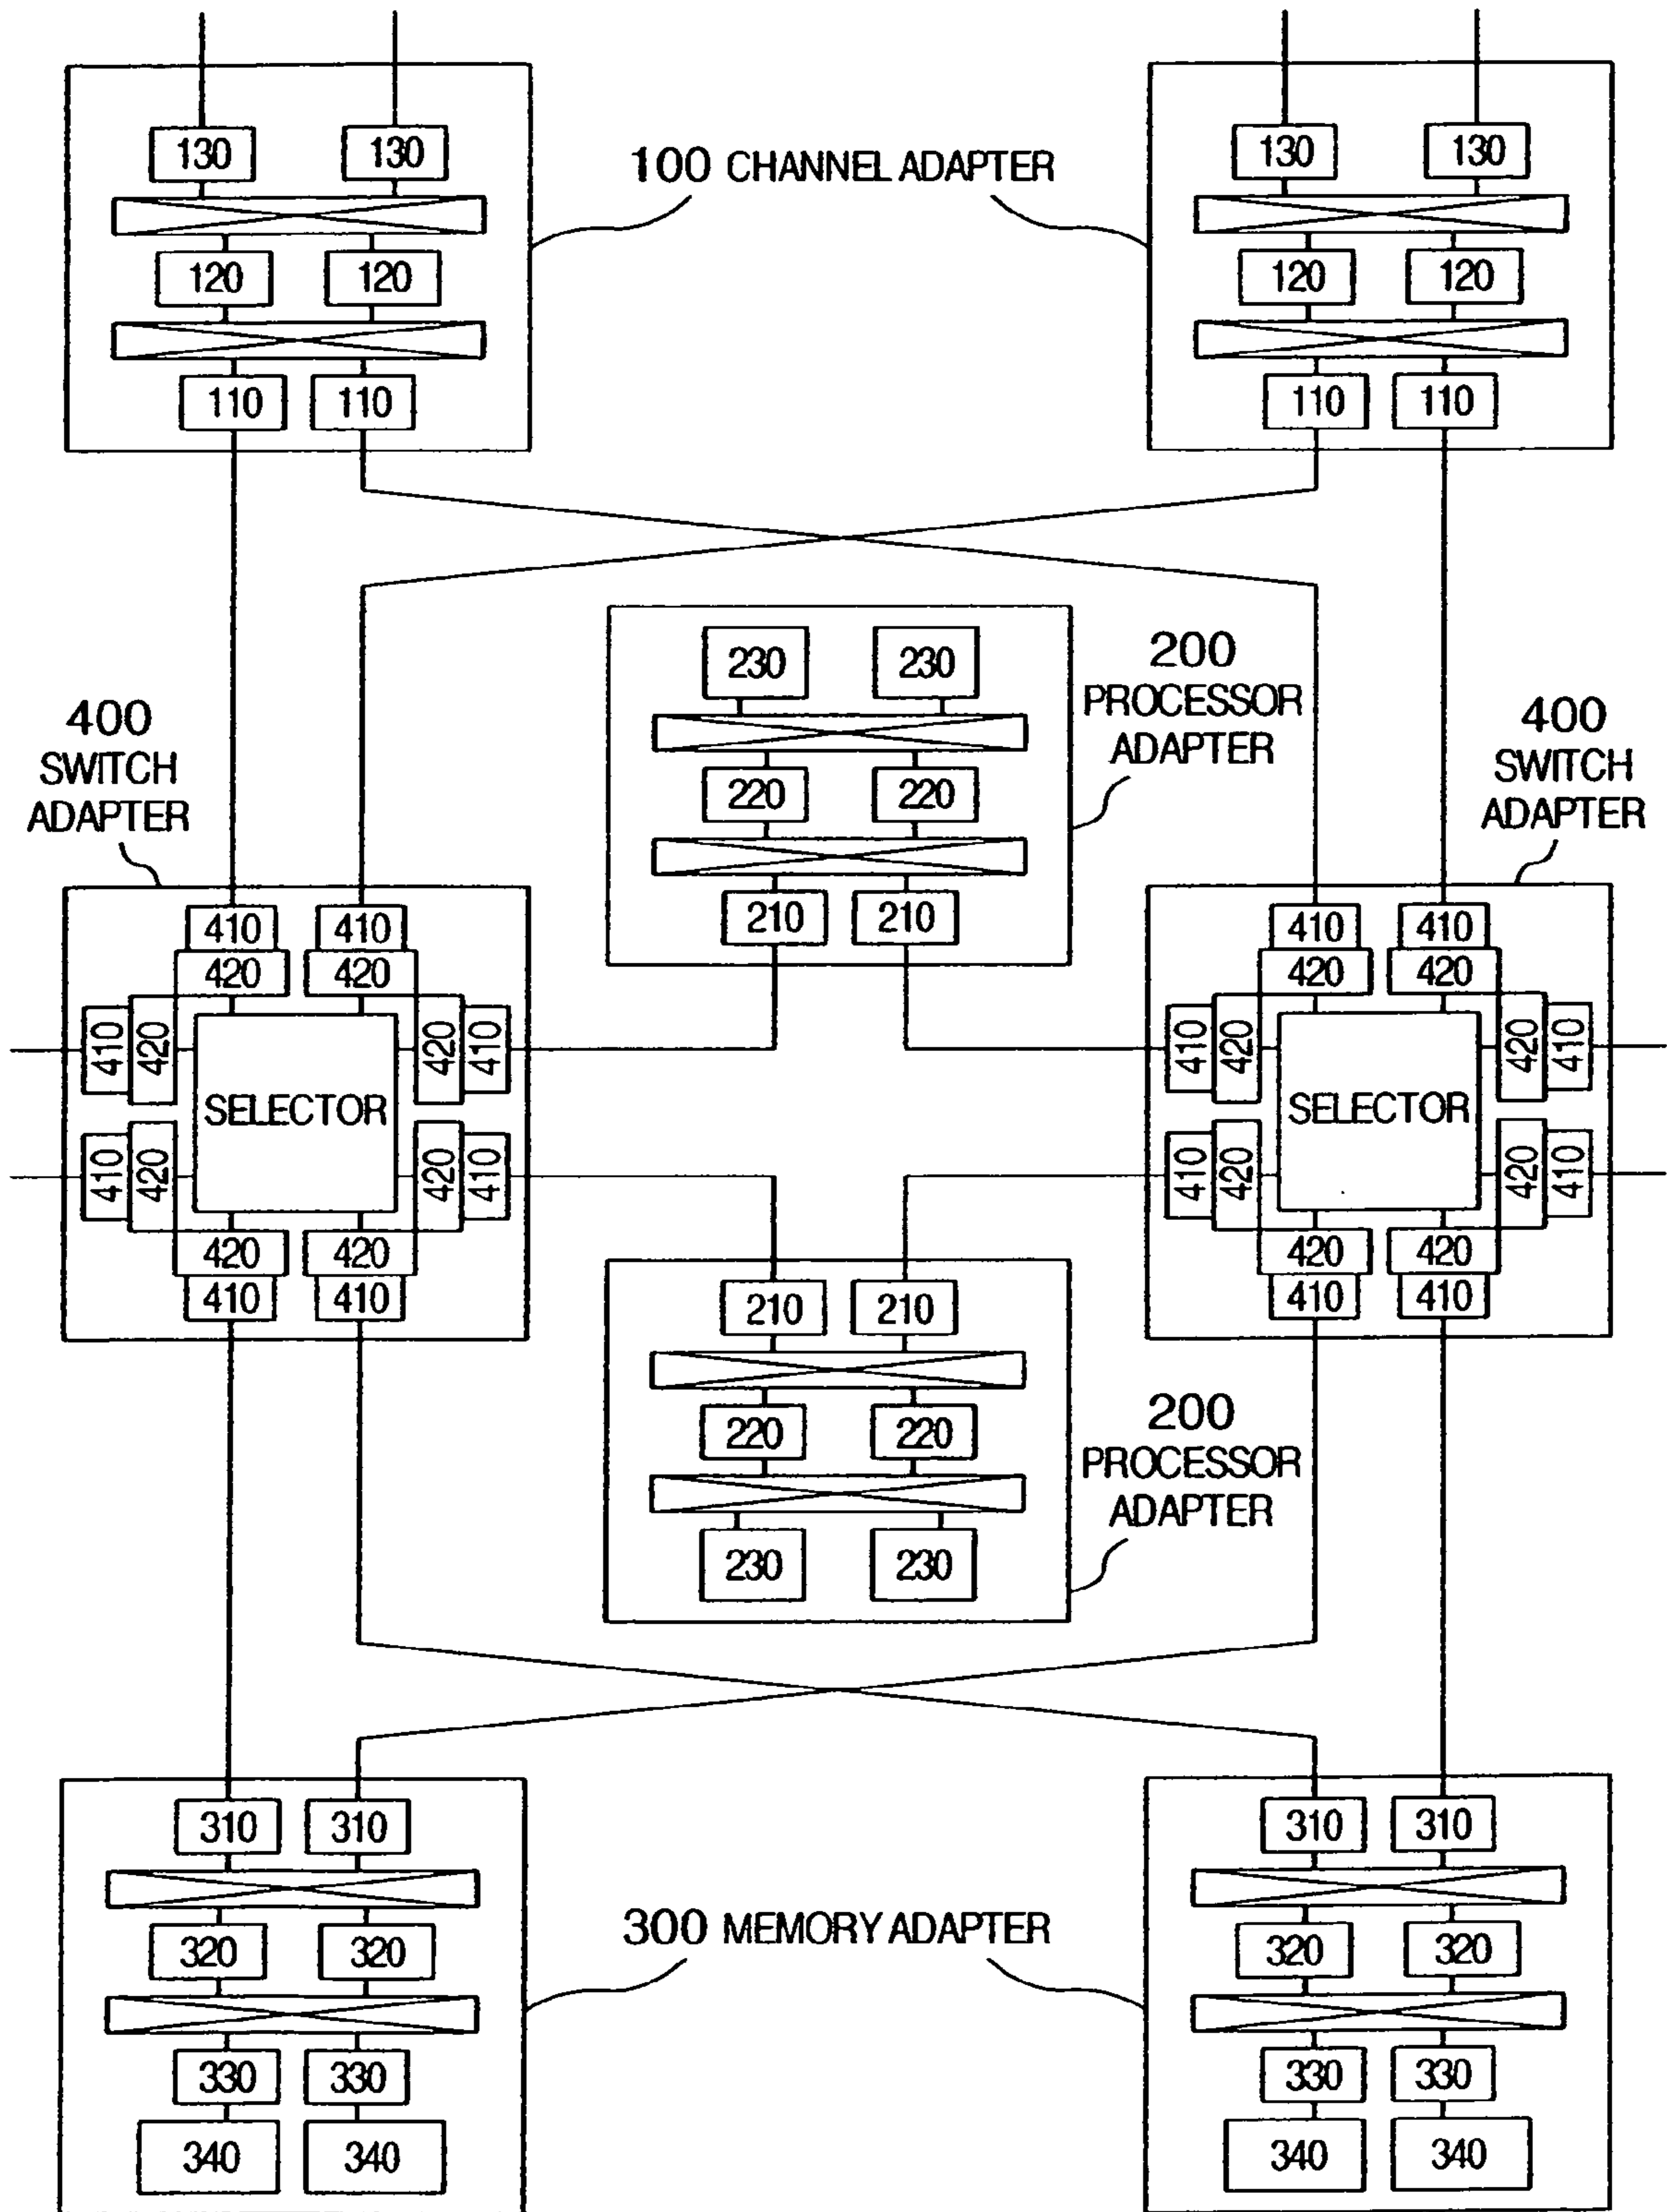 130 130 130 130
100 CHANNEL ADAPTER
120 120 120 120
110 110 110 110
230 230
200
PROCESSOR
ADAPTER
400
SWITCH
ADAPTER
400
SWITCH
ADAPTER
220 220
210 210
410 410 410 410
420 420 420 420
410 420 420 410 410 420 420 410
SELECTOR SELECTOR
410 420 420 410 410 420 420 410
420 420 420 420
410 410 410 410
210 210
220 220
200
PROCESSOR
ADAPTER
230 230
310 310 310 310
300 MEMORY ADAPTER
320 320 320 320
330 330 330 330
340 340 340 340